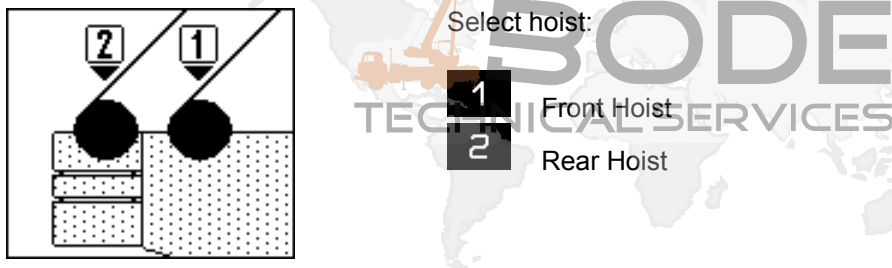 2 1
Select hoist:
BODE
TECHNICAL SERVICES
1 Front Hoist
2 Rear Hoist